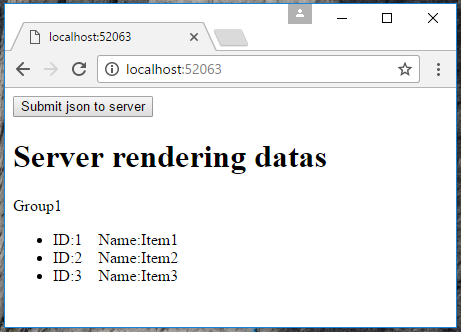 localhost:52063
localhost:52063
Submit json to server
Server rendering datas
Group1
ID:1 Name:Item1
ID:2 Name:Item2
ID:3 Name:Item3